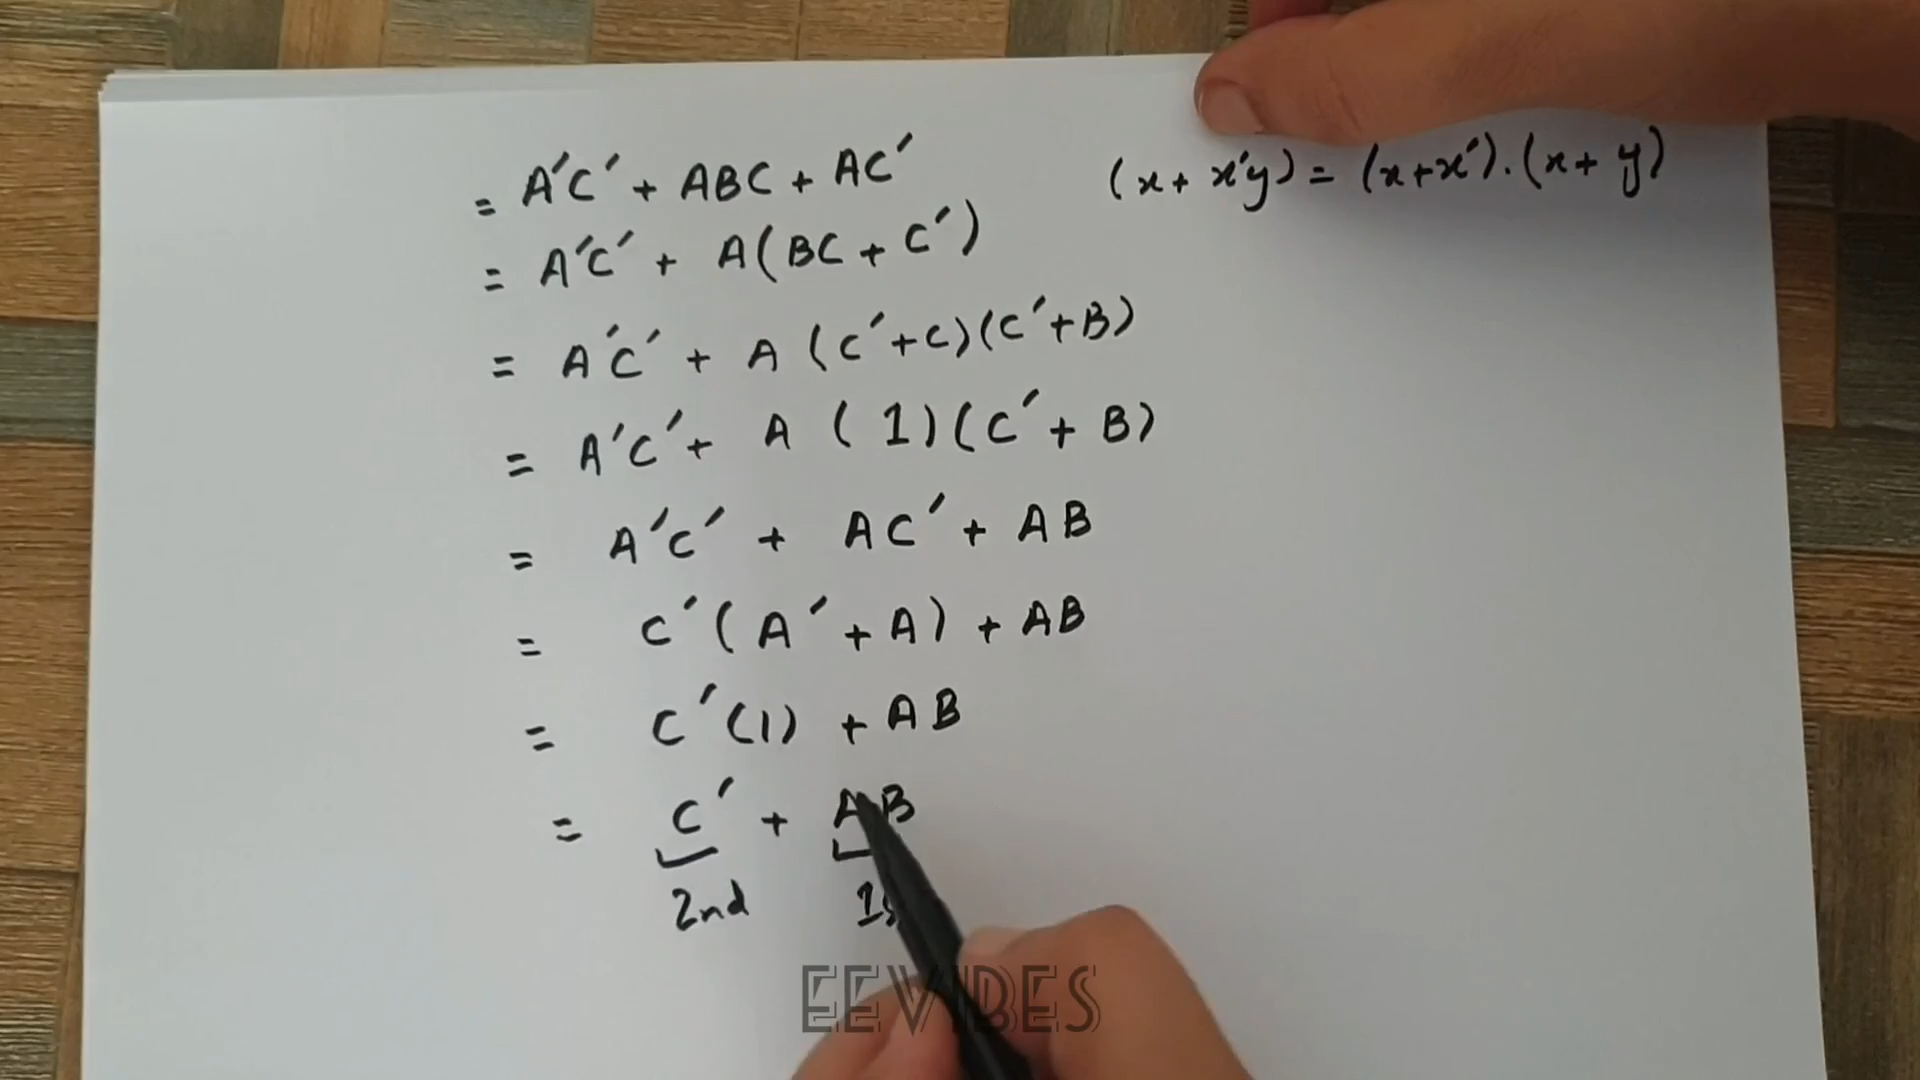 = A'C' + ABC + AC'
(x + x'y) = (x+x').(x+y)
= A'C' + A(BC + C')
= A'C' + A (C'+C)(C'+B)
= A'C' + A (1)(C' + B)
= A'C' + AC' + AB
= C'(A' + A) + AB
= C'(1) + AB
= C' + AB
2nd
EEVIBES